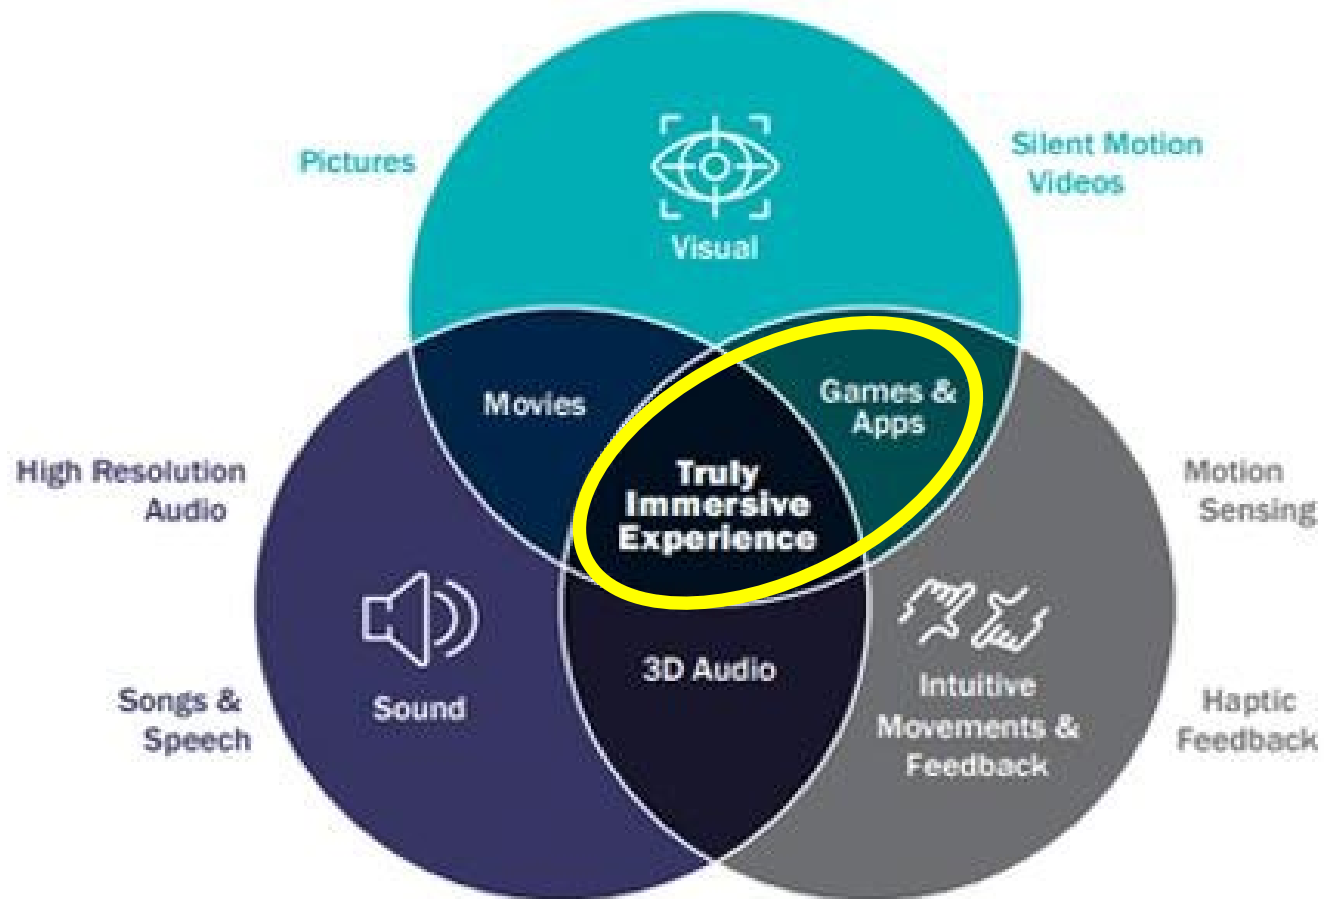 Pictures
Silent Motion
Videos
Visual
Movies
Games &
Apps
High Resolution
Audio
Truly
Immersive
Experience
Motion
Sensing
3D Audio
Songs &
Speech
Sound
Intuitive
Movements &
Feedback
Haptic
Feedback